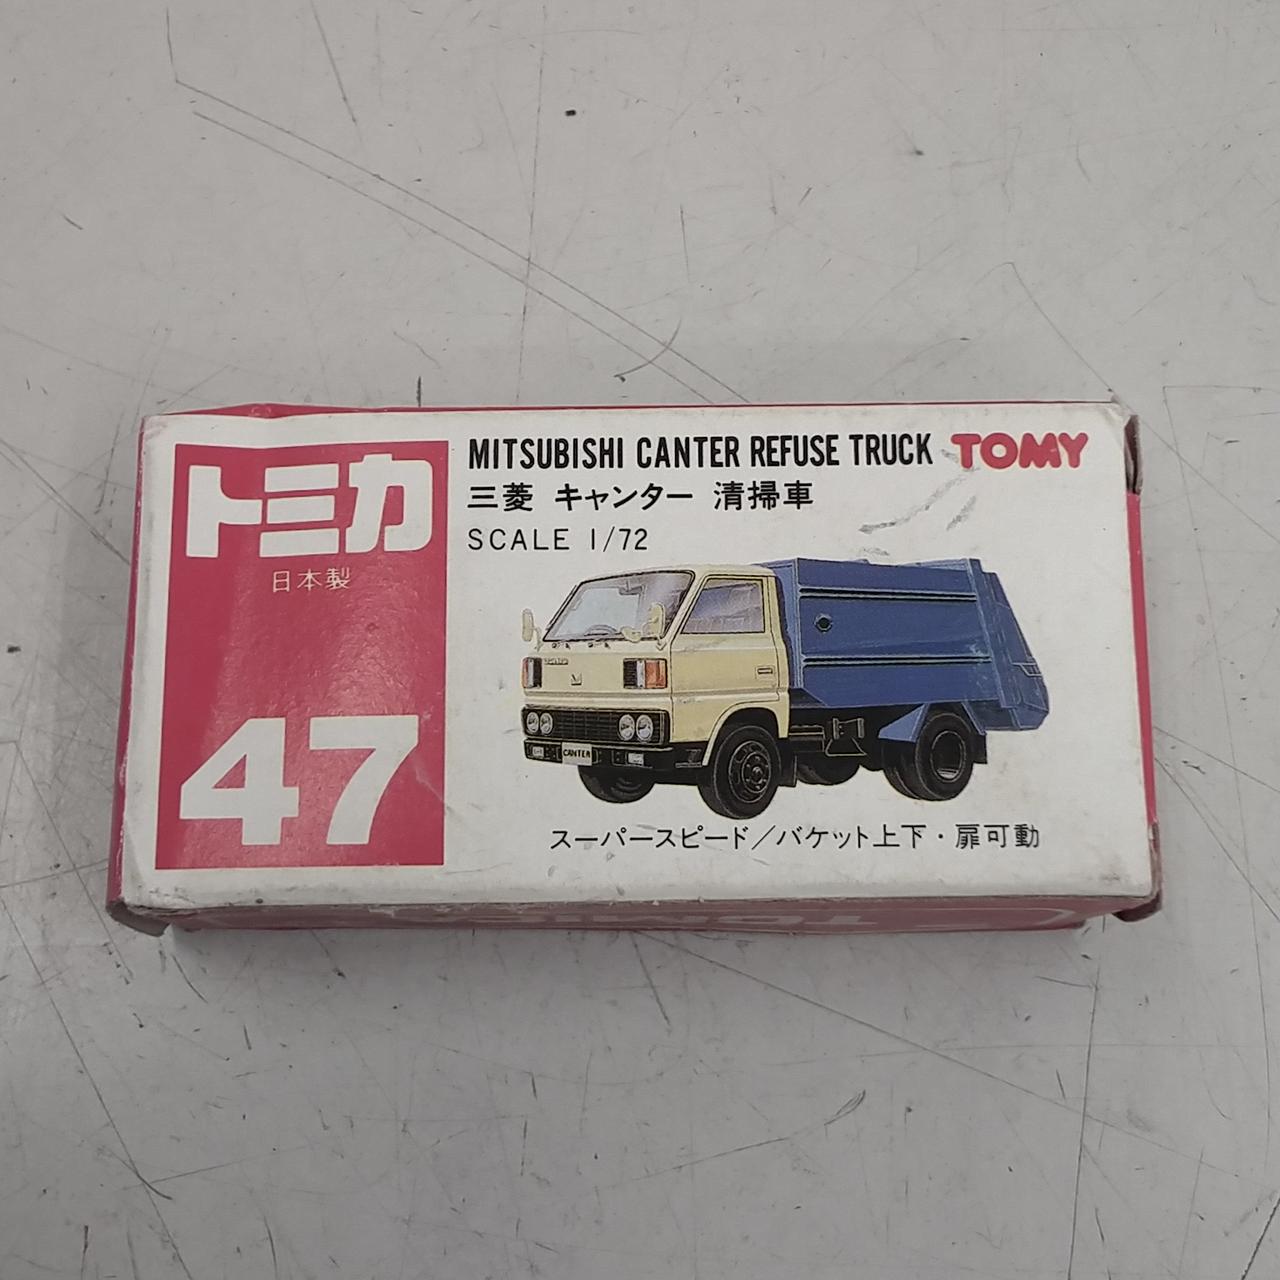 トミカ
日本製
47
MITSUBISHI CANTER REFUSE TRUCK TOMY
三菱 キャンター 清掃車
SCALE 1/72
CANTER
スーパースピード/バケット上下・扉可動